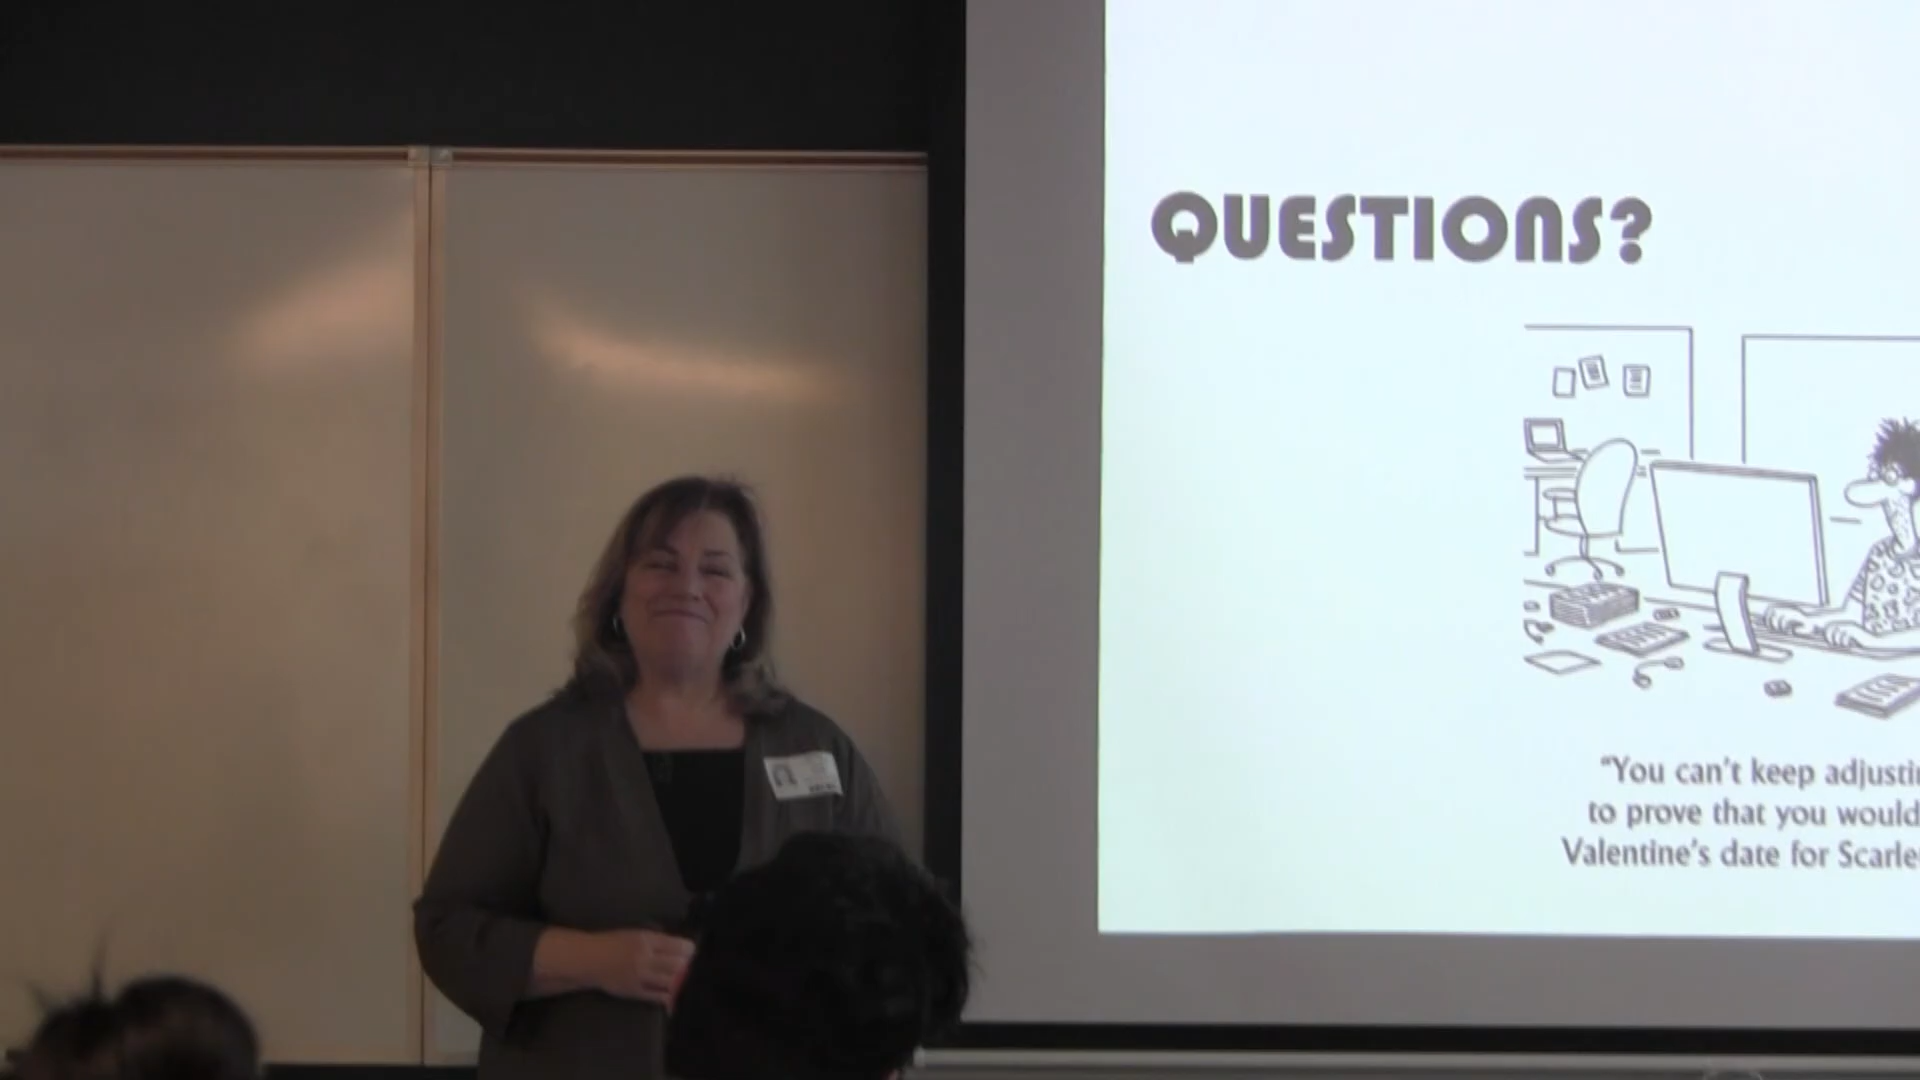 QUESTIONS?
"You can't keep adjustin
to prove that you would
Valentine's date for Scarle